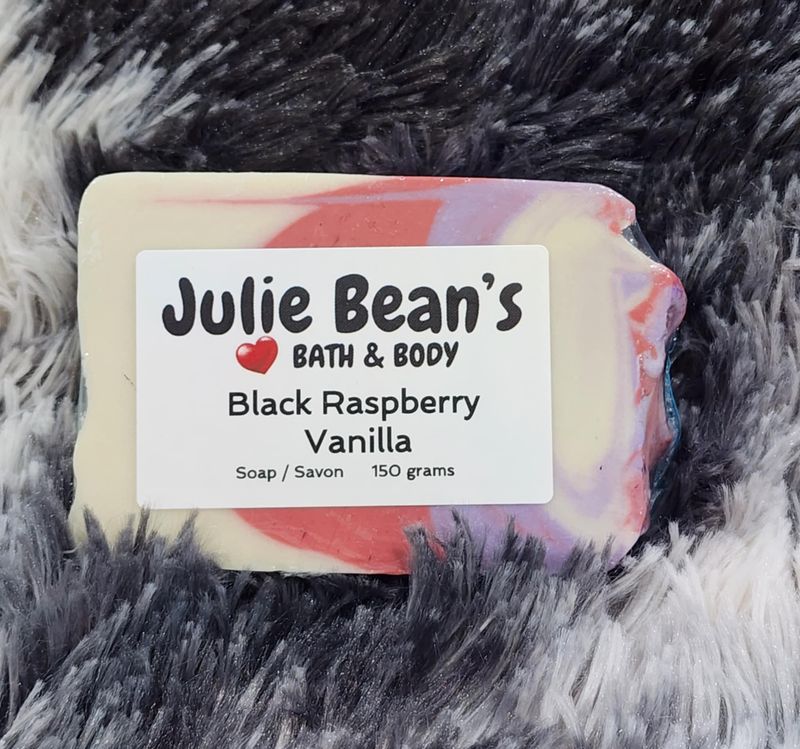 Julie Bean's
BATH & BODY
Black Raspberry
Vanilla
Soap / Savon 150 grams